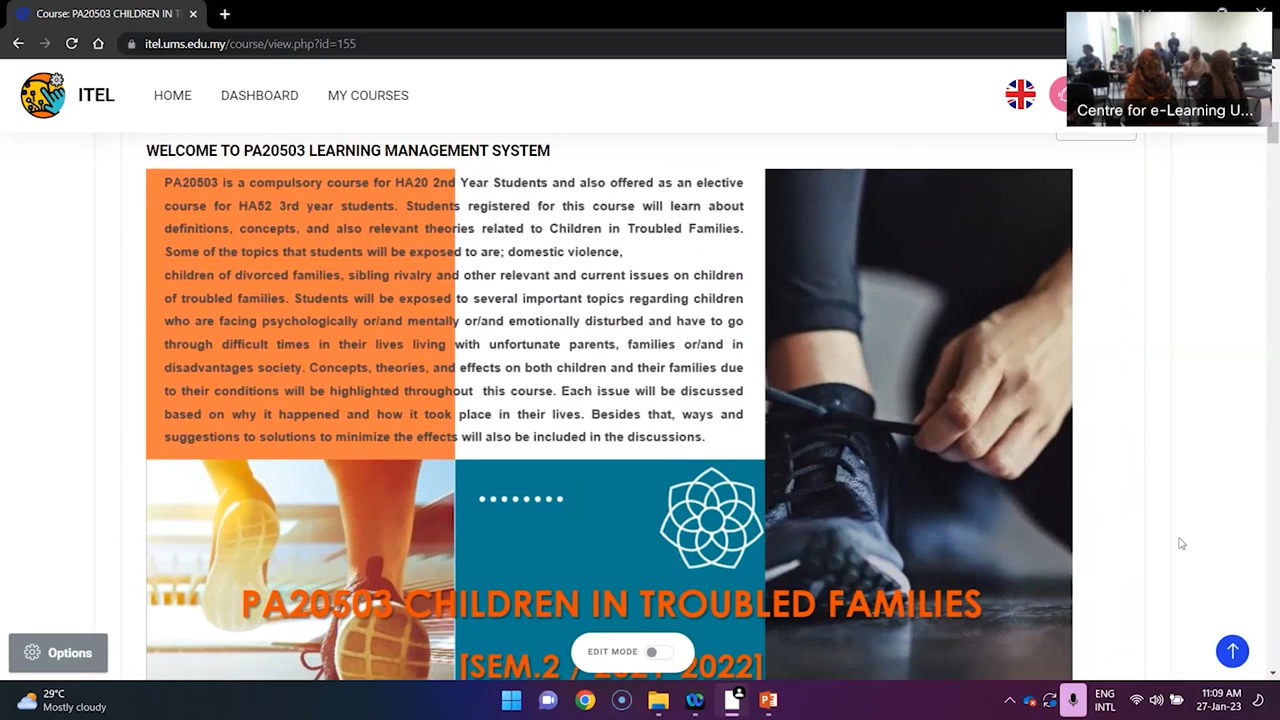 Course: PA20503 CHILDREN IN T
itel.ums.edu.my/course/view.php?id=155
ITEL
HOME
DASHBOARD
MY COURSES
Centre for e-Learning U...
WELCOME TO PA20503 LEARNING MANAGEMENT SYSTEM
PA20503 is a compulsory course for HA20 2nd Year Students and also offered as an elective
course for HA52 3rd year students. Students registered for this course will learn about
definitions, concepts, and also relevant theories related to Children in Troubled Families.
Some of the topics that students will be exposed to are; domestic violence,
children of divorced families, sibling rivalry and other relevant and current issues on children
of troubled families. Students will be exposed to several important topics regarding children
who are facing psychologically or/and mentally or/and emotionally disturbed and have to go
through difficult times in their lives living with unfortunate parents, families or/and in
disadvantages society. Concepts, theories, and effects on both children and their families due
to their conditions will be highlighted throughout this course. Each issue will be discussed
based on why it happened and how it took place in their lives. Besides that, ways and
suggestions to solutions to minimize the effects will also be included in the discussions.
PA20503 CHILDREN IN TROUBLED FAMILIES
[SEM.2 / 2022]
EDIT MODE
Options
29°C
Mostly cloudy
ENG
INTL
11:09 AM
27-Jan-23